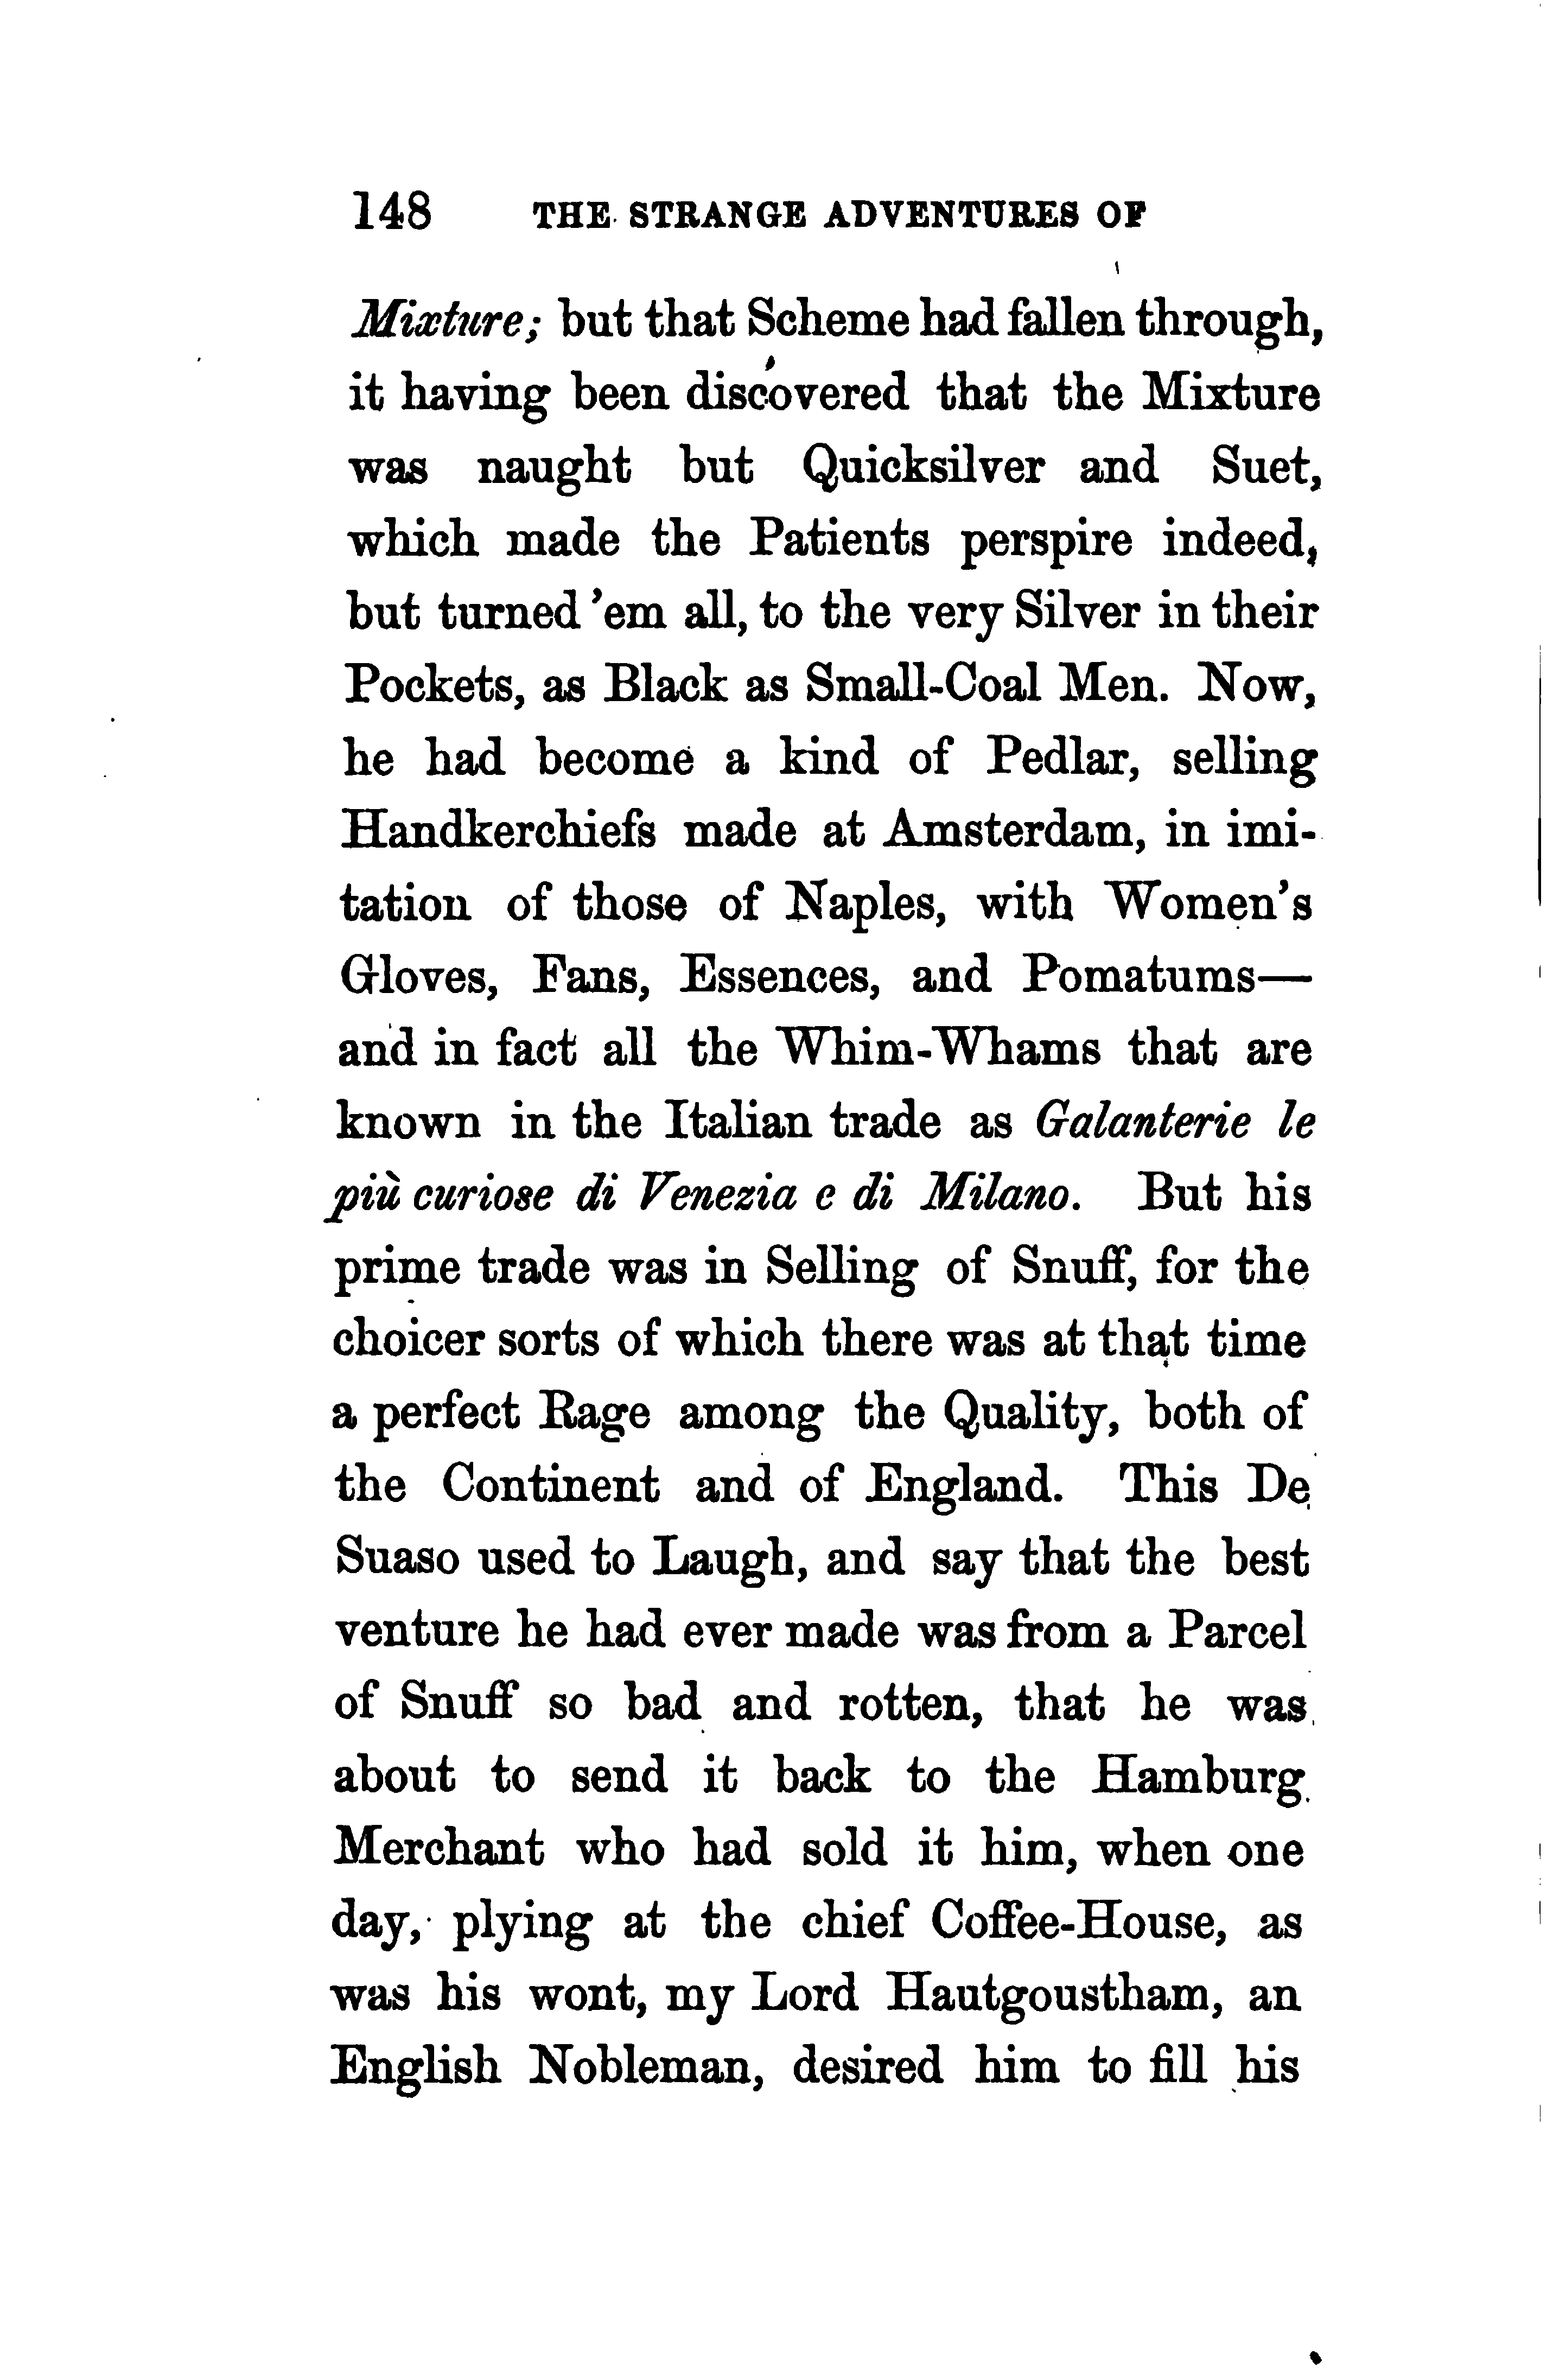 148 THE STRANGE ADVENTURES OF
Mixture; but that Scheme had fallen through,
it having been discovered that the Mixture
was naught but Quicksilver and Suet,
which made the Patients perspire indeed,
but turned 'em all, to the very Silver in their
Pockets, as Black as Small-Coal Men. Now,
he had become a kind of Pedlar, selling
Handkerchiefs made at Amsterdam, in imi-
tation of those of Naples, with Women's
Gloves, Fans, Essences, and Pomatums—
and in fact all the Whim-Whams that are
known in the Italian trade as Galanterie le
più curiose di Venezia e di Milano. But his
prime trade was in Selling of Snuff, for the
choicer sorts of which there was at that time
a perfect Rage among the Quality, both of
the Continent and of England. This De
Suaso used to Laugh, and say that the best
venture he had ever made was from a Parcel
of Snuff so bad and rotten, that he was
about to send it back to the Hamburg
Merchant who had sold it him, when one
day, plying at the chief Coffee-House, as
was his wont, my Lord Hautgoustham, an
English Nobleman, desired him to fill his